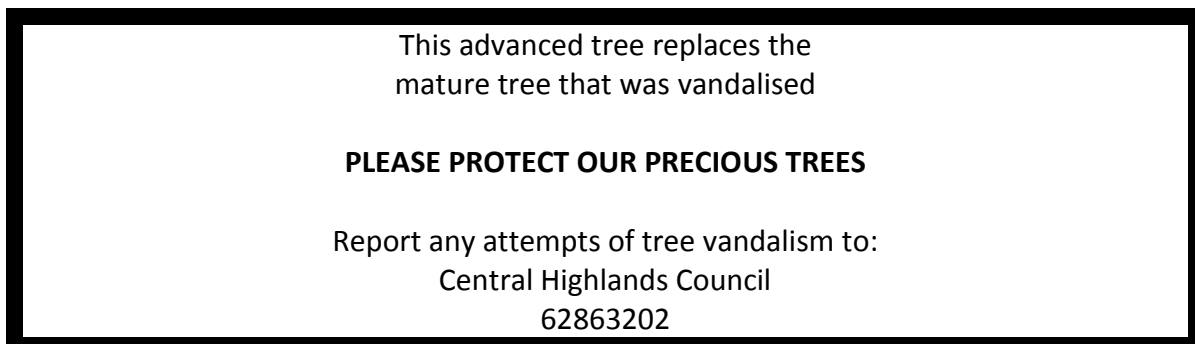 This advanced tree replaces the
mature tree that was vandalised
PLEASE PROTECT OUR PRECIOUS TREES
Report any attempts of tree vandalism to:
Central Highlands Council
62863202